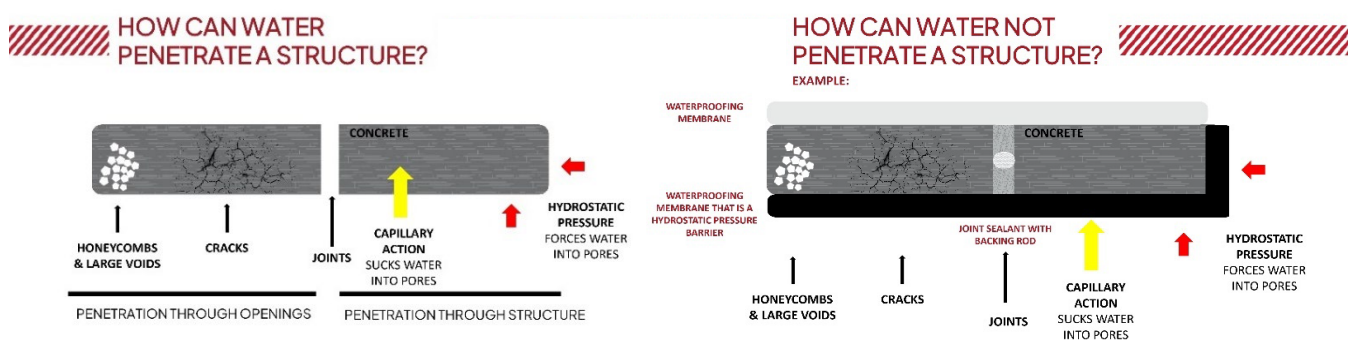 HOW CAN WATER
PENETRATE A STRUCTURE?
CONCRETE
HONEYCOMBS
& LARGE VOIDS
CRACKS
JOINTS
CAPILLARY
ACTION
SUCKS WATER
INTO PORES
HYDROSTATIC
PRESSURE
FORCES WATER
INTO PORES
PENETRATION THROUGH OPENINGS
PENETRATION THROUGH STRUCTURE
HOW CAN WATER NOT
PENETRATE A STRUCTURE?
EXAMPLE:
WATERPROOFING
MEMBRANE
CONCRETE
WATERPROOFING
MEMBRANE THAT IS A
HYDROSTATIC PRESSURE
BARRIER
JOINT SEALANT WITH
BACKING ROD
HONEYCOMBS
& LARGE VOIDS
CRACKS
JOINTS
CAPILLARY
ACTION
SUCKS WATER
INTO PORES
HYDROSTATIC
PRESSURE
FORCES WATER
INTO PORES